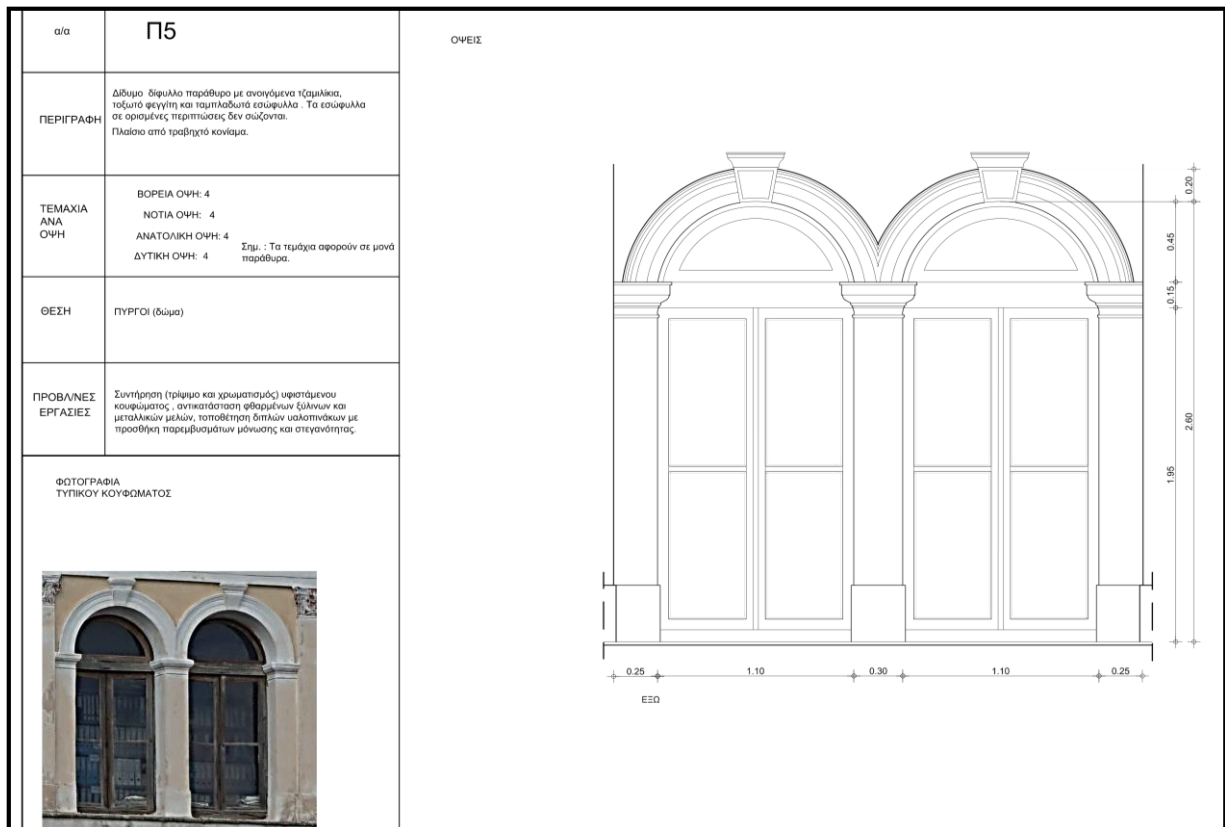 α/α
Π5
ΠΕΡΙΓΡΑΦΗ
Δίδυμο δίφυλλο παράθυρο με ανοιγόμενα τζαμιλίκια,
τοξωτό φεγγίτη και ταμπλαδωτά εσώφυλλα . Τα εσώφυλλα
σε ορισμένες περιπτώσεις δεν σώζονται.
Πλαίσιο από τραβηχτό κονίαμα.
ΤΕΜΑΧΙΑ
ΑΝΑ
ΟΨΗ
ΒΟΡΕΙΑ ΟΨΗ: 4
ΝΟΤΙΑ ΟΨΗ: 4
ΑΝΑΤΟΛΙΚΗ ΟΨΗ: 4
ΔΥΤΙΚΗ ΟΨΗ: 4
Σημ. : Τα τεμάχια αφορούν σε μονά
παράθυρα.
ΘΕΣΗ
ΠΥΡΓΟΙ (δώμα)
ΠΡΟΒΛ/ΝΕΣ
ΕΡΓΑΣΙΕΣ
Συντήρηση (τρίψιμο και χρωματισμός) υφιστάμενου
κουφώματος , αντικατάσταση φθαρμένων ξύλινων και
μεταλλικών μελών, τοποθέτηση διπλών υαλοπινάκων με
προσθήκη παρεμβυσμάτων μόνωσης και στεγανότητας.
ΦΩΤΟΓΡΑΦΙΑ
ΤΥΠΙΚΟΥ ΚΟΥΦΩΜΑΤΟΣ
ΟΨΕΙΣ
0.20
0.45
0.15
2.60
1.95
0.25 1.10 0.30 1.10 0.25
ΕΞΩ